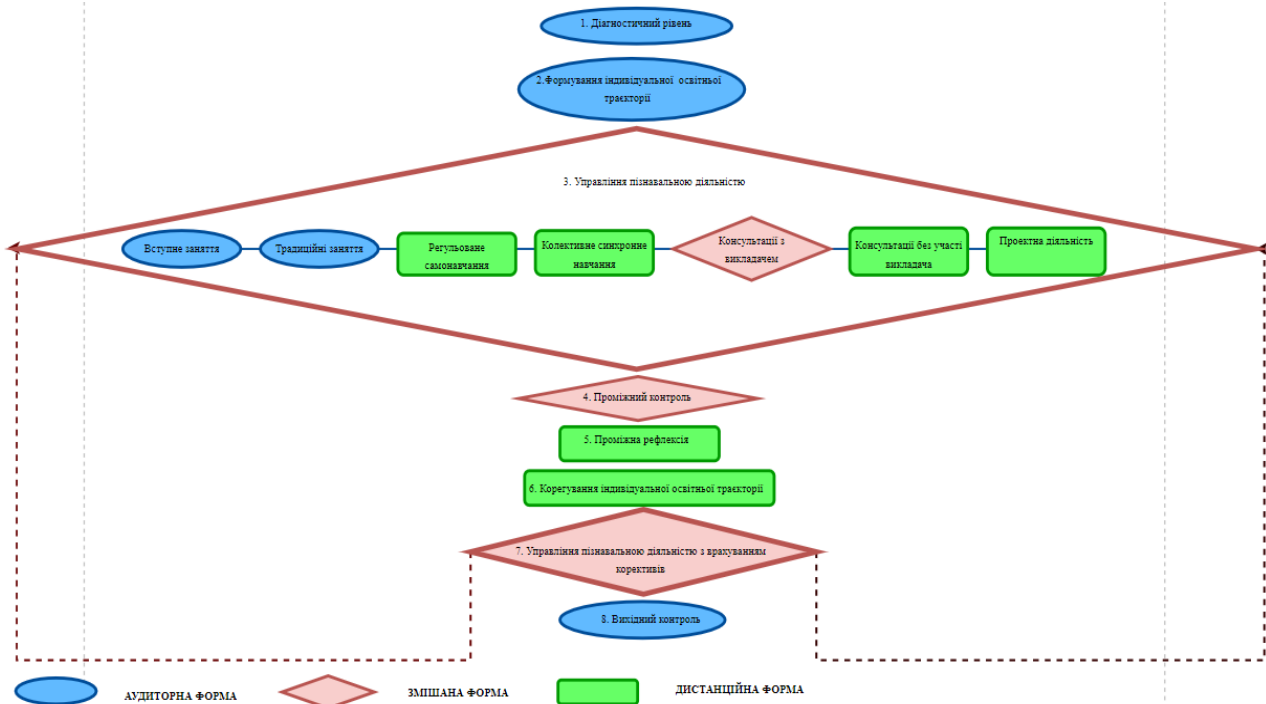 1. Діагностичний рівень
2.Формування індивідуальної освітньої
траєкторії
3. Управління пізнавальною діяльністю
Вступне заняття
Традиційні заняття
Регульоване
самонавчання
Колективне синхронне
навчання
Консультації з
викладачем
Консультації без участі
викладача
Проектна діяльність
4. Проміжний контроль
5. Проміжна рефлексія
6. Корегування індивідуальної освітньої траєкторії
7. Управління пізнавальною діяльністю з врахуванням
корективів
8. Вихідний контроль
АУДИТОРНА ФОРМА
ЗМІШАНА ФОРМА
ДИСТАНЦІЙНА ФОРМА